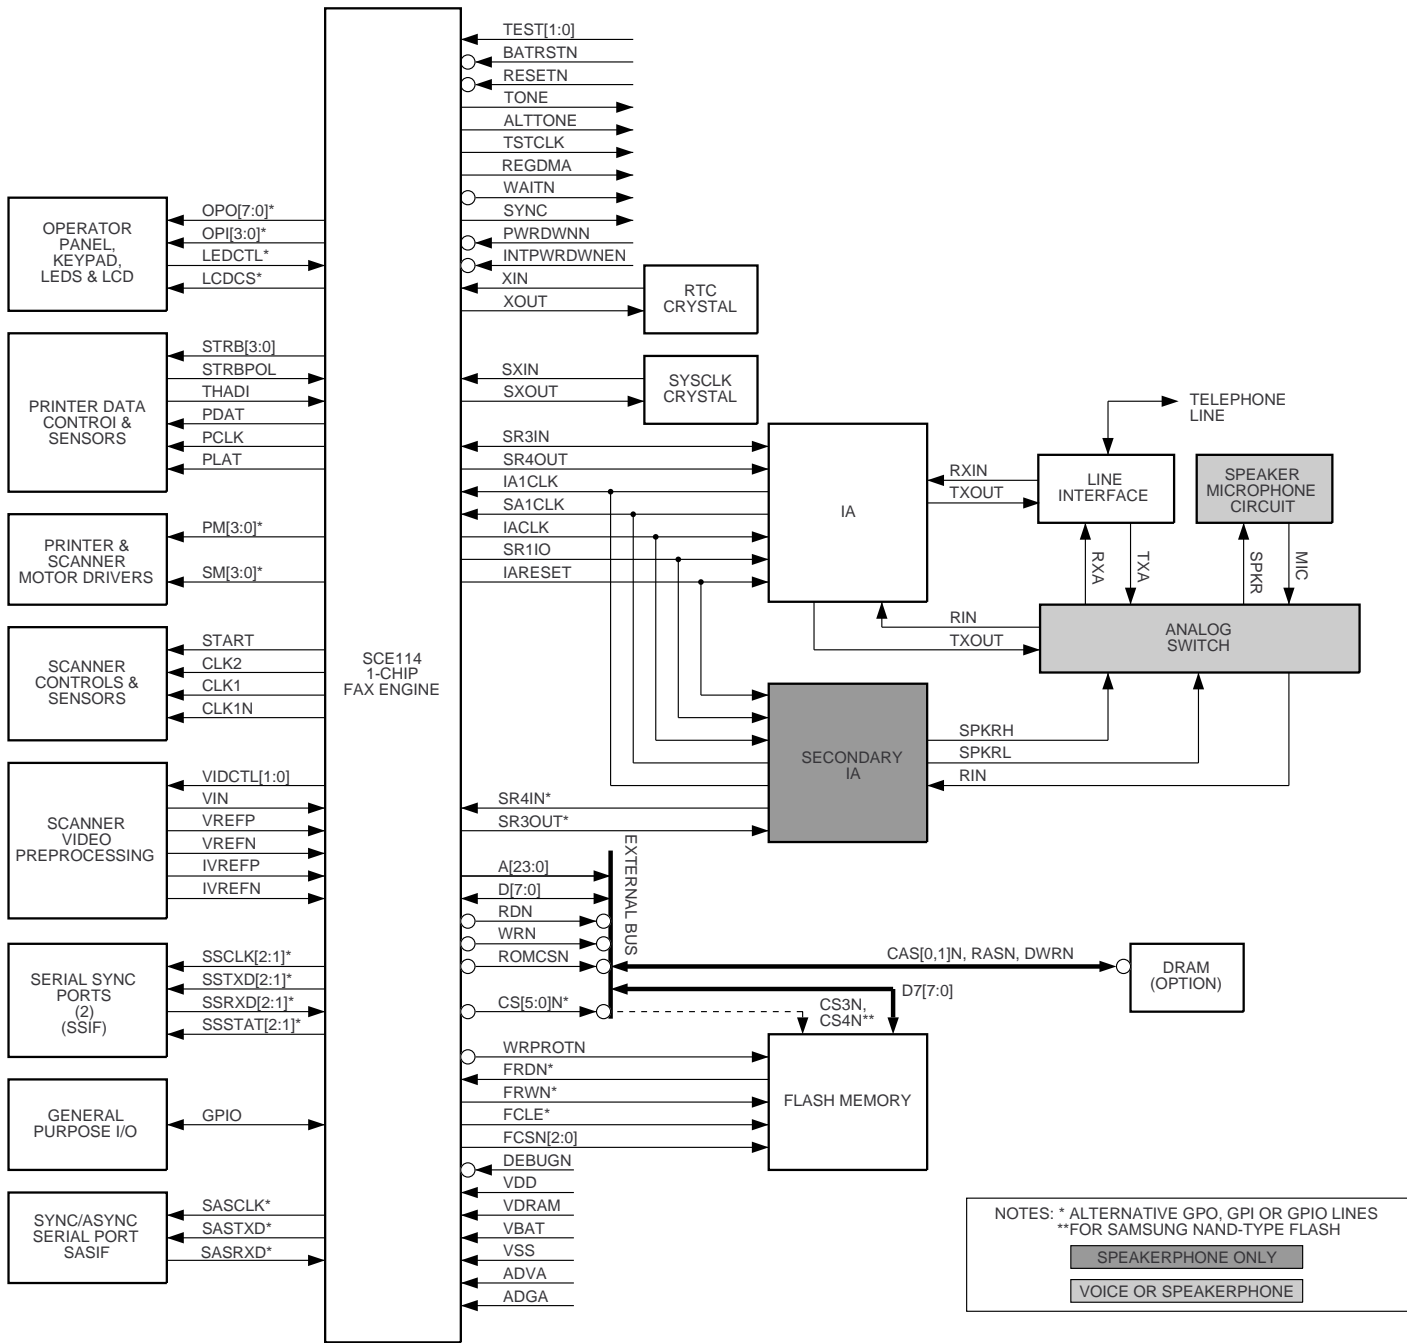 TEST[1:0]
BATRSTN
RESETN
TONE
ALTTONE
TSTCLK
REGDMA
WAITN
SYNC
PWRDWNN
INTPWRDWNEN
XIN
XOUT
RTC
CRYSTAL
SXIN
SXOUT
SYSCLK
CRYSTAL
OPERATOR
PANEL,
KEYPAD,
LEDS & LCD
OPO[7:0]*
OPI[3:0]*
LEDCTL*
LCDCS*
PRINTER DATA
CONTROI &
SENSORS
STRB[3:0]
STRBPOL
THADI
PDAT
PCLK
PLAT
PRINTER &
SCANNER
MOTOR DRIVERS
PM[3:0]*
SM[3:0]*
SCANNER
CONTROLS &
SENSORS
START
CLK2
CLK1
CLK1N
SCANNER
VIDEO
PREPROCESSING
VIDCTL[1:0]
VIN
VREFP
VREFN
IVREFP
IVREFN
SERIAL SYNC
PORTS
(2)
(SSIF)
SSCLK[2:1]*
SSTXD[2:1]*
SSRXD[2:1]*
SSSTAT[2:1]*
GENERAL
PURPOSE I/O
GPIO
SYNC/ASYNC
SERIAL PORT
SASIF
SASCLK*
SASTXD*
SASRXD*
SCE114
1-CHIP
FAX ENGINE
SR3IN
SR4OUT
IA1CLK
SA1CLK
IACLK
SR1IO
IARESET
IA
RXIN
TXOUT
RIN
TXOUT
TELEPHONE
LINE
LINE
INTERFACE
SPEAKER
MICROPHONE
CIRCUIT
RXA
TXA
SPKR
MIC
ANALOG
SWITCH
SECONDARY
IA
SPKRH
SPKRL
RIN
SR4IN*
SR3OUT*
A[23:0]
D[7:0]
RDN
WRN
ROMCSN
CS[5:0]N*
EXTERNAL BUS
CAS[0,1]N, RASN, DWRN
DRAM
(OPTION)
D7[7:0]
CS3N,
CS4N**
WRPROTN
FRDN*
FRWN*
FCLE*
FCSN[2:0]
FLASH MEMORY
DEBUGN
VDD
VDRAM
VBAT
VSS
ADVA
ADGA
NOTES: * ALTERNATIVE GPO, GPI OR GPIO LINES
**FOR SAMSUNG NAND-TYPE FLASH
SPEAKERPHONE ONLY
VOICE OR SPEAKERPHONE